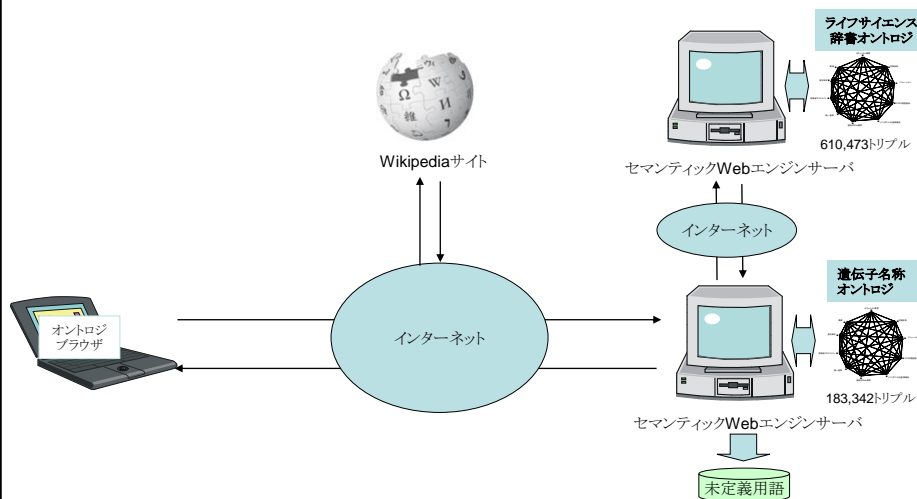 ライフサイエンス
辞書オントロジ
610,473トリプル
Wikipediaサイト
セマンティックWebエンジンサーバ
インターネット
遺伝子名称
オントロジ
オントロジ
ブラウザ
インターネット
183,342トリプル
セマンティックWebエンジンサーバ
未定義用語